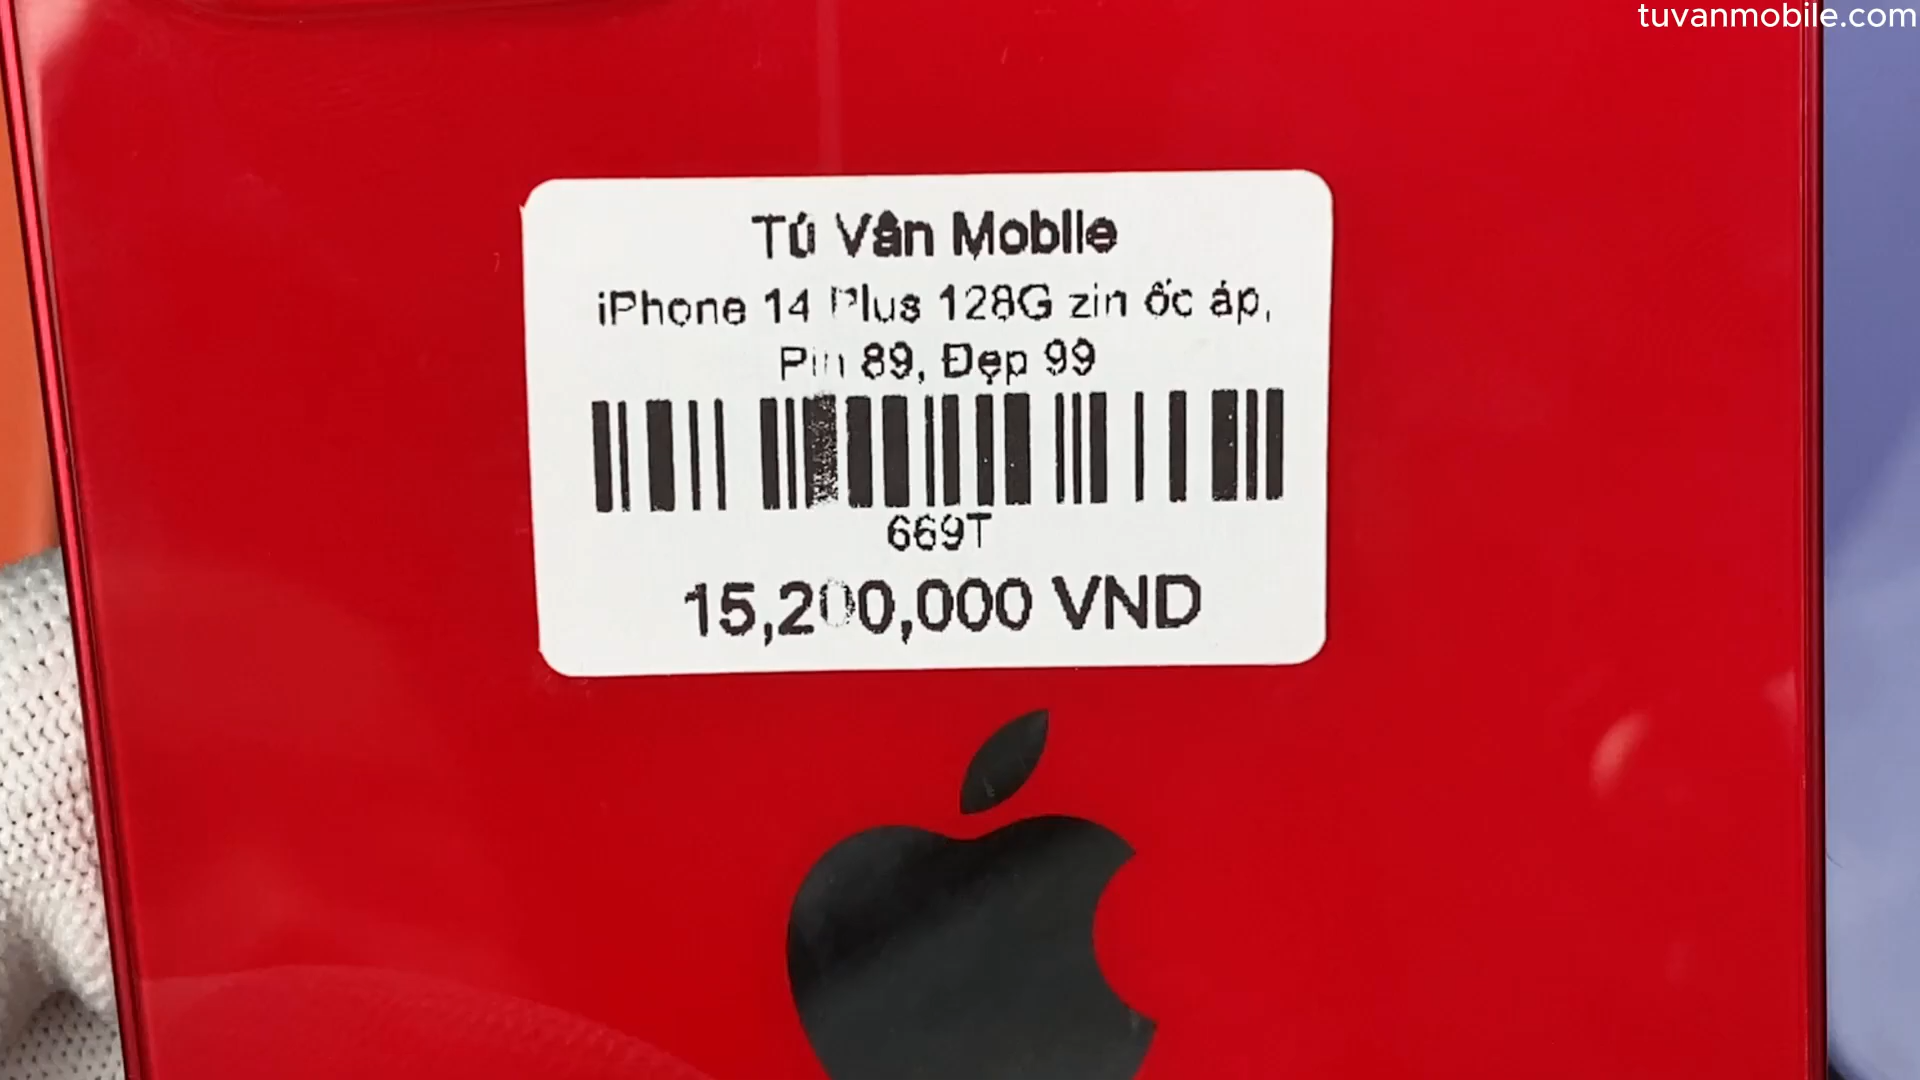 tuvanmobile.com
Tú Vân Mobile
iPhone 14 Plus 128G zin ốc áp,
Pin 89, Đẹp 99
669T
15,200,000 VND